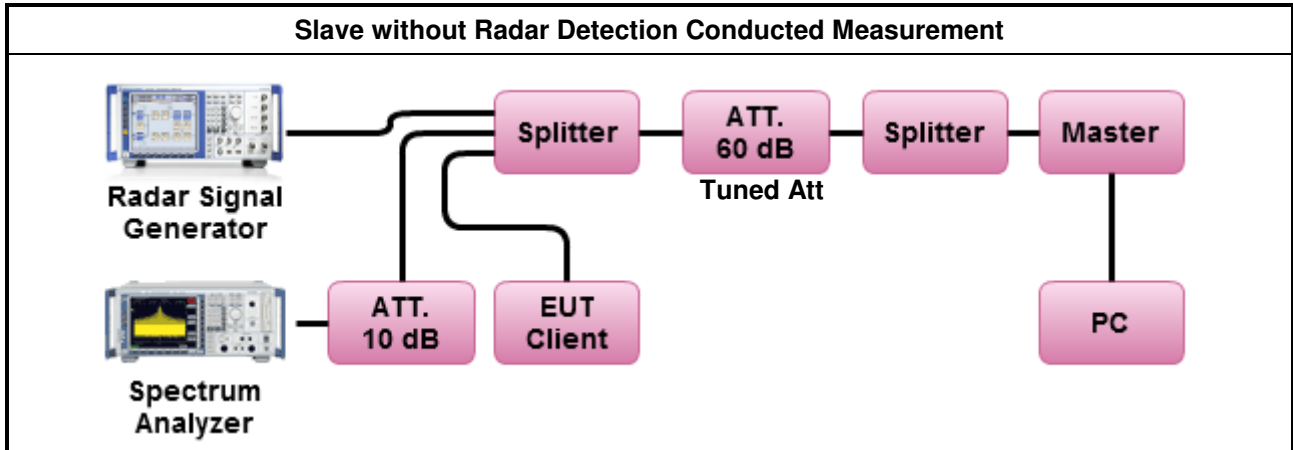 Slave without Radar Detection Conducted Measurement
Radar Signal
Generator
Splitter
ATT.
60 dB
Tuned Att
Splitter
Master
Spectrum
Analyzer
ATT.
10 dB
EUT
Client
PC